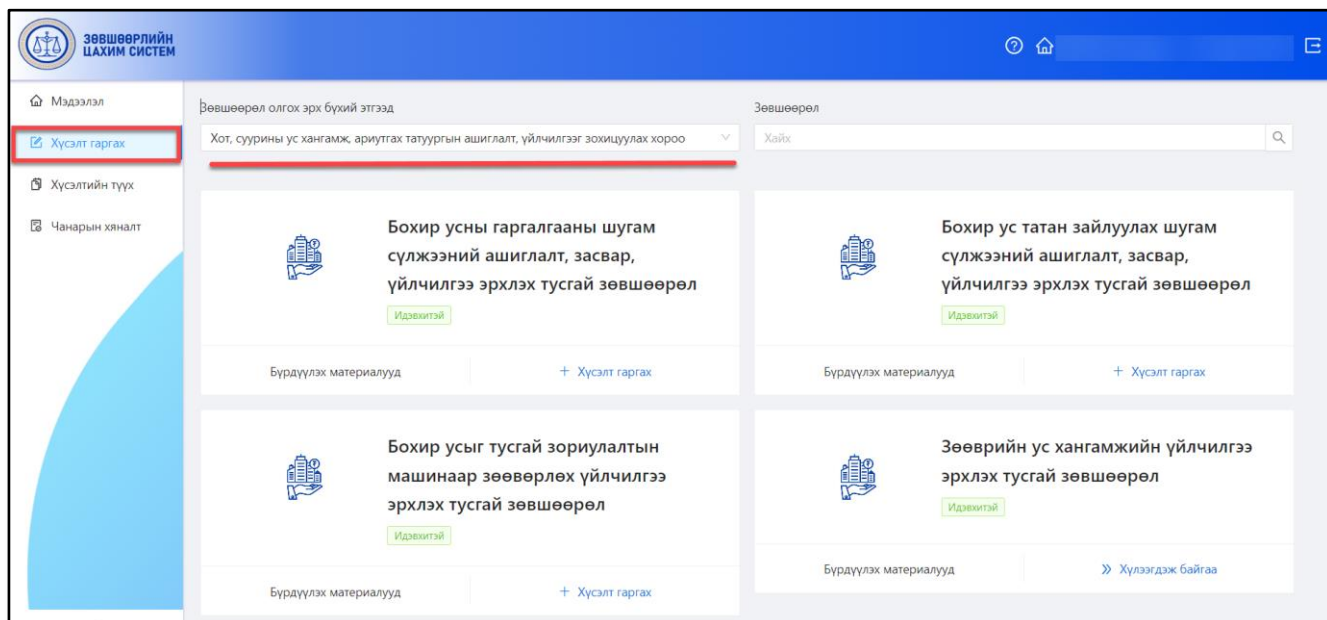 ЗӨВШӨӨРЛИЙН
ЦАХИМ СИСТЕМ
Мэдээлэл
Хүсэлт гаргах
Хүсэлтийн түүх
Чанарын хяналт
Зөвшөөрөл олгох эрх бүхий этгээд
Хот, суурины ус хангамж, ариутгах татуургын ашиглалт, үйлчилгээг зохицуулах хороо
Зөвшөөрөл
Хайх
Бохир усны гаргалгааны шугам
сүлжээний ашиглалт, засвар,
үйлчилгээ эрхлэх тусгай зөвшөөрөл
Идэвхитэй
Бүрдүүлэх материалууд
+ Хүсэлт гаргах
Бохир ус татан зайлуулах шугам
сүлжээний ашиглалт, засвар,
үйлчилгээ эрхлэх тусгай зөвшөөрөл
Идэвхитэй
Бүрдүүлэх материалууд
+ Хүсэлт гаргах
Бохир усыг тусгай зориулалтын
машинаар зөөвөрлөх үйлчилгээ
эрхлэх тусгай зөвшөөрөл
Идэвхитэй
Бүрдүүлэх материалууд
+ Хүсэлт гаргах
Зөөврийн ус хангамжийн үйлчилгээ
эрхлэх тусгай зөвшөөрөл
Идэвхитэй
Бүрдүүлэх материалууд
» Хүлээгдэж байгаа